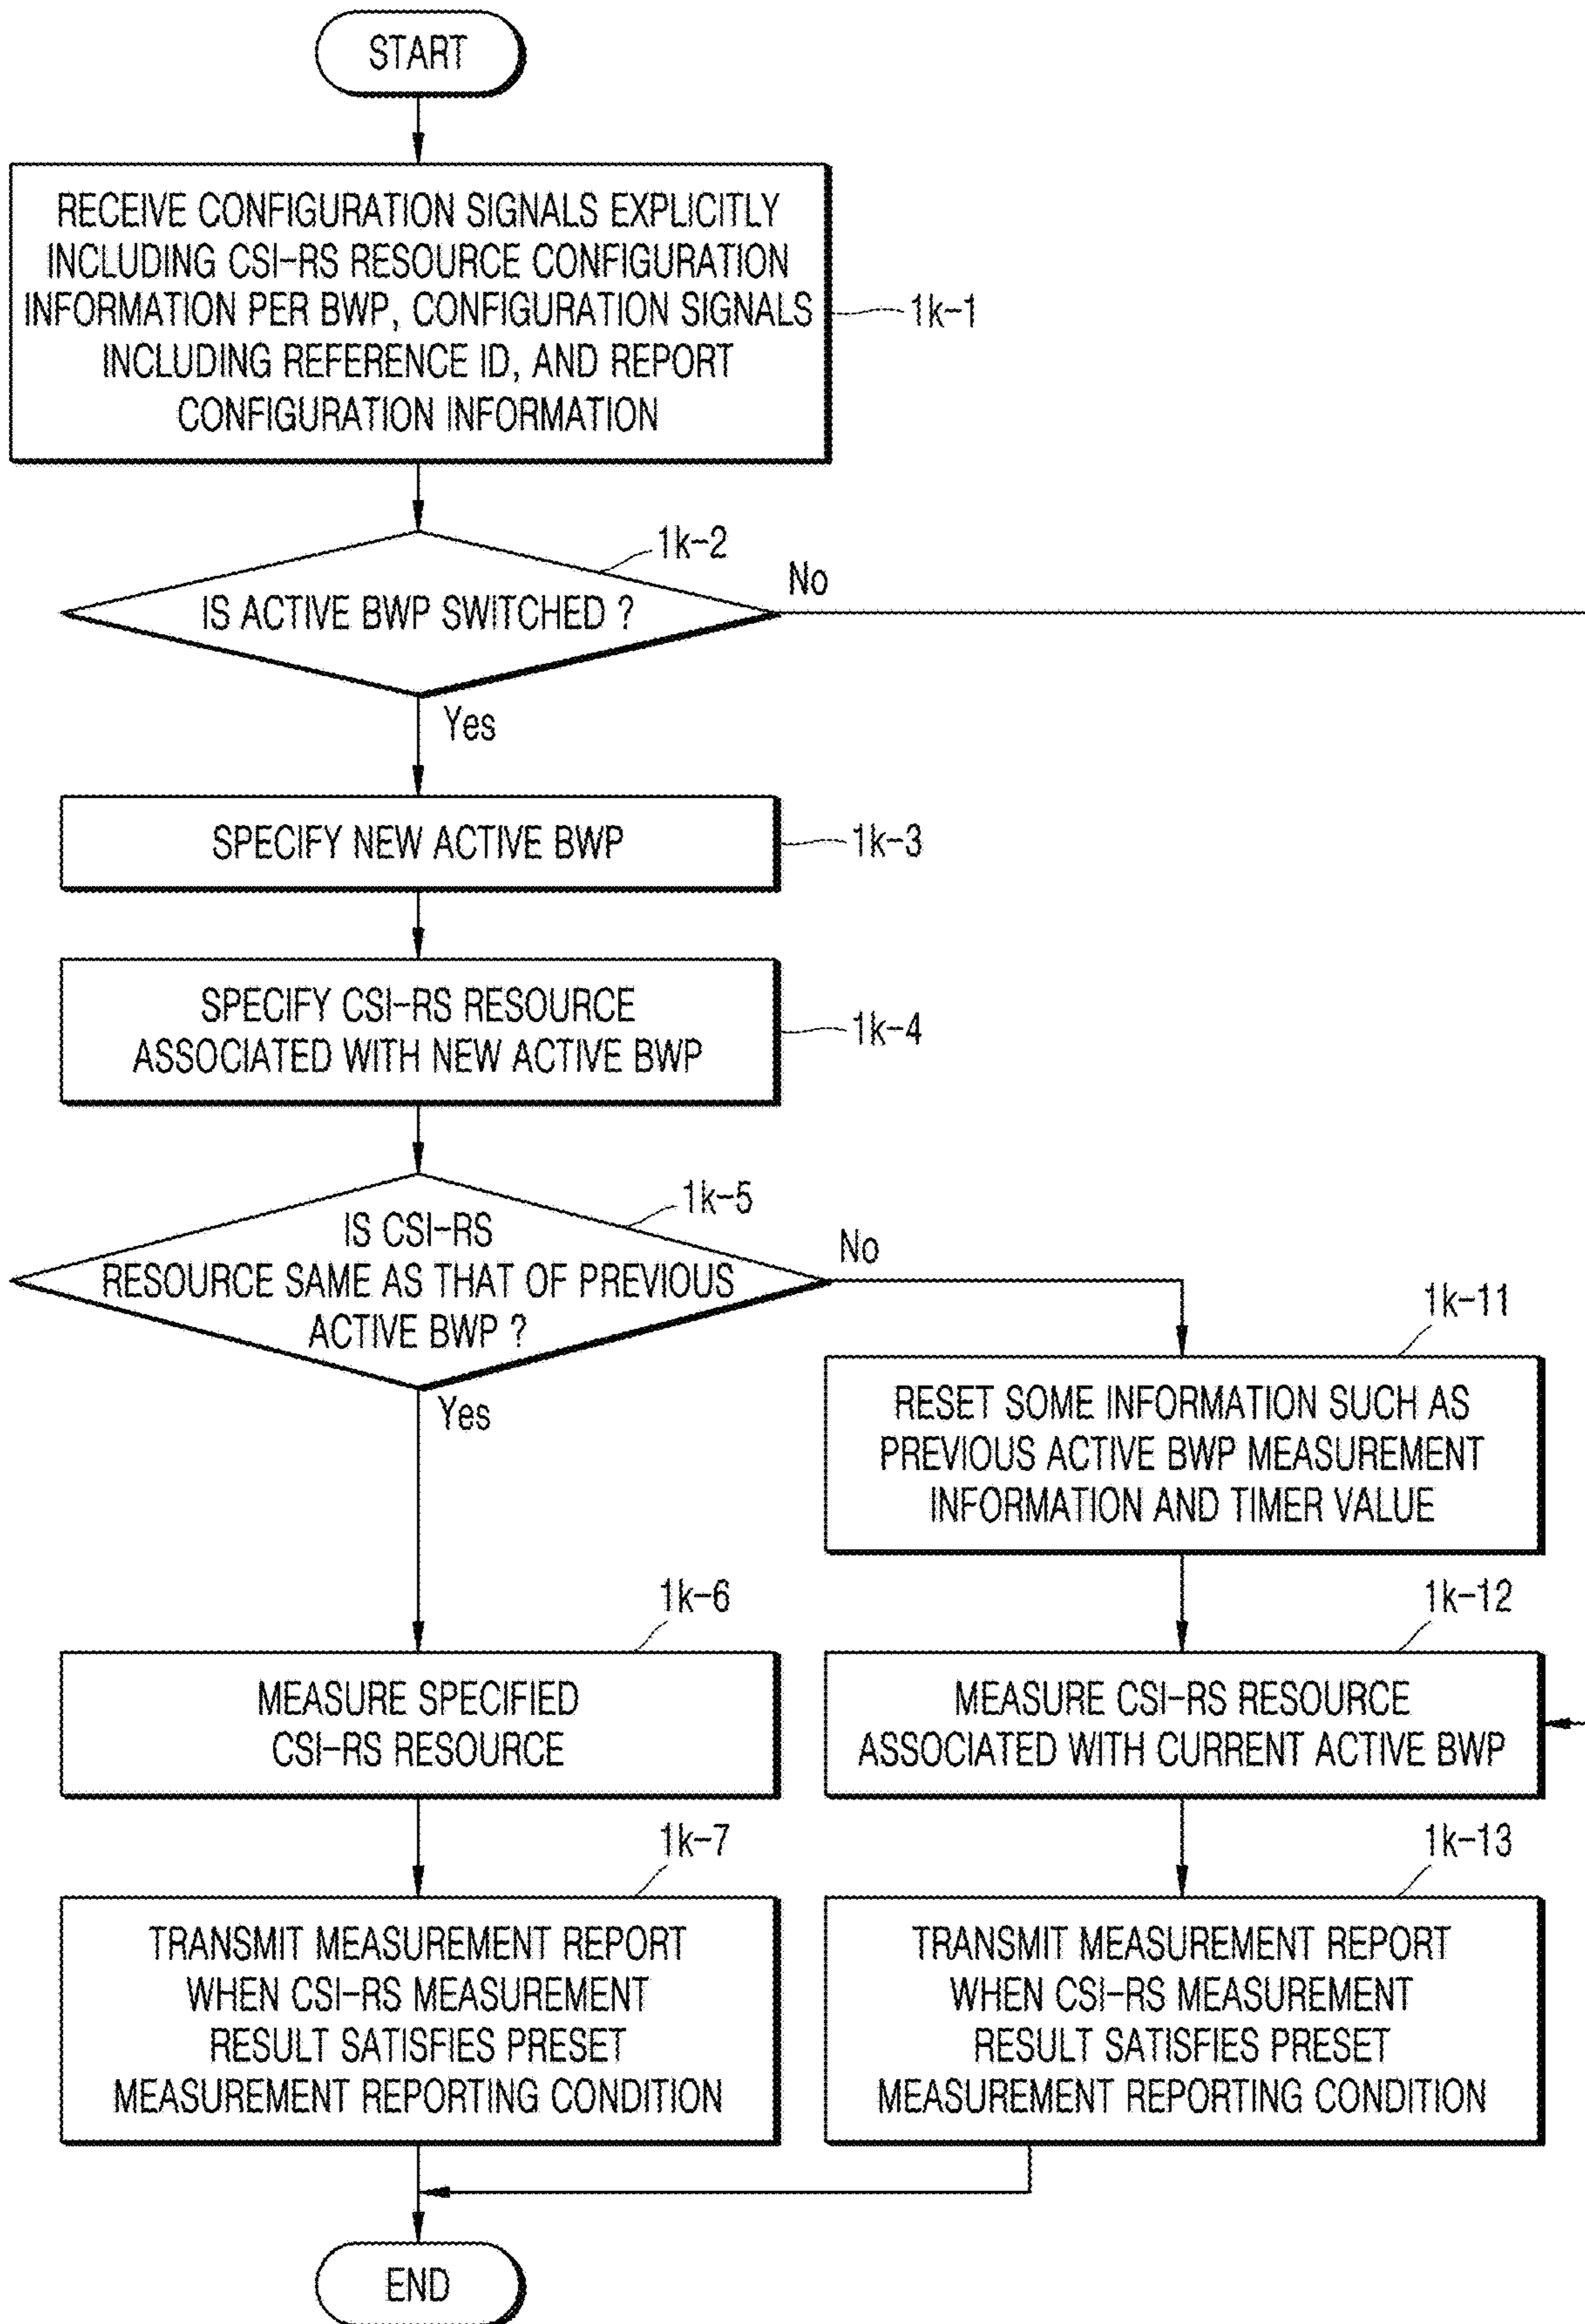 START
RECEIVE CONFIGURATION SIGNALS EXPLICITLY
INCLUDING CSI-RS RESOURCE CONFIGURATION
INFORMATION PER BWP, CONFIGURATION SIGNALS
INCLUDING REFERENCE ID, AND REPORT
CONFIGURATION INFORMATION
1k-1
1k-2
IS ACTIVE BWP SWITCHED ?
No
Yes
SPECIFY NEW ACTIVE BWP
1k-3
SPECIFY CSI-RS RESOURCE
ASSOCIATED WITH NEW ACTIVE BWP
1k-4
1k-5
IS CSI-RS
RESOURCE SAME AS THAT OF PREVIOUS
ACTIVE BWP ?
No
Yes
1k-11
RESET SOME INFORMATION SUCH AS
PREVIOUS ACTIVE BWP MEASUREMENT
INFORMATION AND TIMER VALUE
1k-6
MEASURE SPECIFIED
CSI-RS RESOURCE
1k-12
MEASURE CSI-RS RESOURCE
ASSOCIATED WITH CURRENT ACTIVE BWP
1k-7
TRANSMIT MEASUREMENT REPORT
WHEN CSI-RS MEASUREMENT
RESULT SATISFIES PRESET
MEASUREMENT REPORTING CONDITION
1k-13
TRANSMIT MEASUREMENT REPORT
WHEN CSI-RS MEASUREMENT
RESULT SATISFIES PRESET
MEASUREMENT REPORTING CONDITION
END